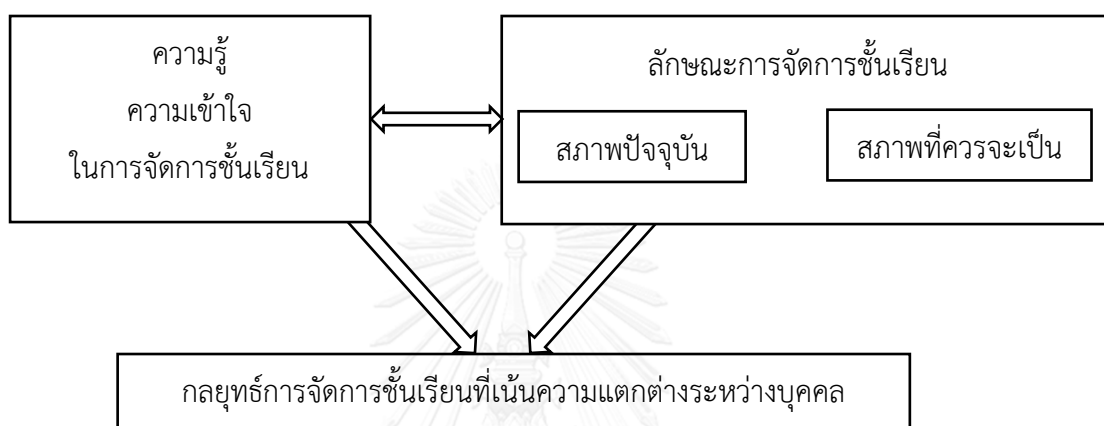 ความรู้
ความเข้าใจ
ในการจัดการชั้นเรียน
ลักษณะการจัดการชั้นเรียน
สภาพปัจจุบัน
สภาพที่ควรจะเป็น
กลยุทธ์การจัดการชั้นเรียนที่เน้นความแตกต่างระหว่างบุคคล